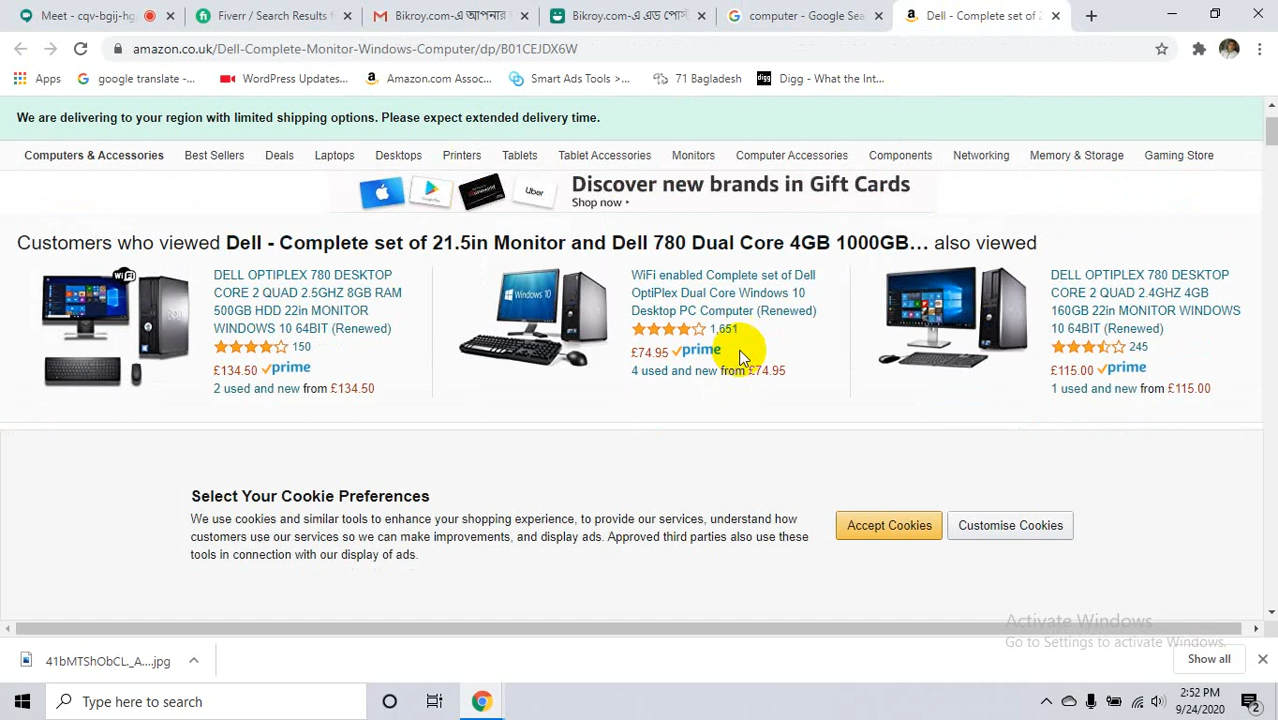 Meet - cqv-bgij-hg
Fiverr / Search Results f
Bikroy.com-এ আপনার
Bikroy.com-এ এড পোস্ট
computer - Google Sea
Dell - Complete set of 2
amazon.co.uk/Dell-Complete-Monitor-Windows-Computer/dp/B01CEJDX6W
Apps
google translate -...
WordPress Updates...
Amazon.com Assoc...
Smart Ads Tools >...
71 Bagladesh
digg
Digg - What the Int...
We are delivering to your region with limited shipping options. Please expect extended delivery time.
Computers & Accessories
Best Sellers
Deals
Laptops
Desktops
Printers
Tablets
Tablet Accessories
Monitors
Computer Accessories
Components
Networking
Memory & Storage
Gaming Store
Uber
Discover new brands in Gift Cards
Shop now
Customers who viewed Dell - Complete set of 21.5in Monitor and Dell 780 Dual Core 4GB 1000GB... also viewed
WiFi
DELL OPTIPLEX 780 DESKTOP
CORE 2 QUAD 2.5GHZ 8GB RAM
500GB HDD 22in MONITOR
WINDOWS 10 64BIT (Renewed)
150
£134.50 prime
2 used and new from £134.50
Windows 10
WiFi enabled Complete set of Dell
OptiPlex Dual Core Windows 10
Desktop PC Computer (Renewed)
1,651
£74.95 prime
4 used and new from £74.95
DELL OPTIPLEX 780 DESKTOP
CORE 2 QUAD 2.4GHZ 4GB
160GB 22in MONITOR WINDOWS
10 64BIT (Renewed)
245
£115.00 prime
1 used and new from £115.00
Select Your Cookie Preferences
We use cookies and similar tools to enhance your shopping experience, to provide our services, understand how
customers use our services so we can make improvements, and display ads. Approved third parties also use these
tools in connection with our display of ads.
Accept Cookies
Customise Cookies
Activate Windows
Go to Settings to activate Windows.
41bMTShObCL._A....jpg
Show all
Type here to search
2:52 PM
9/24/2020
2